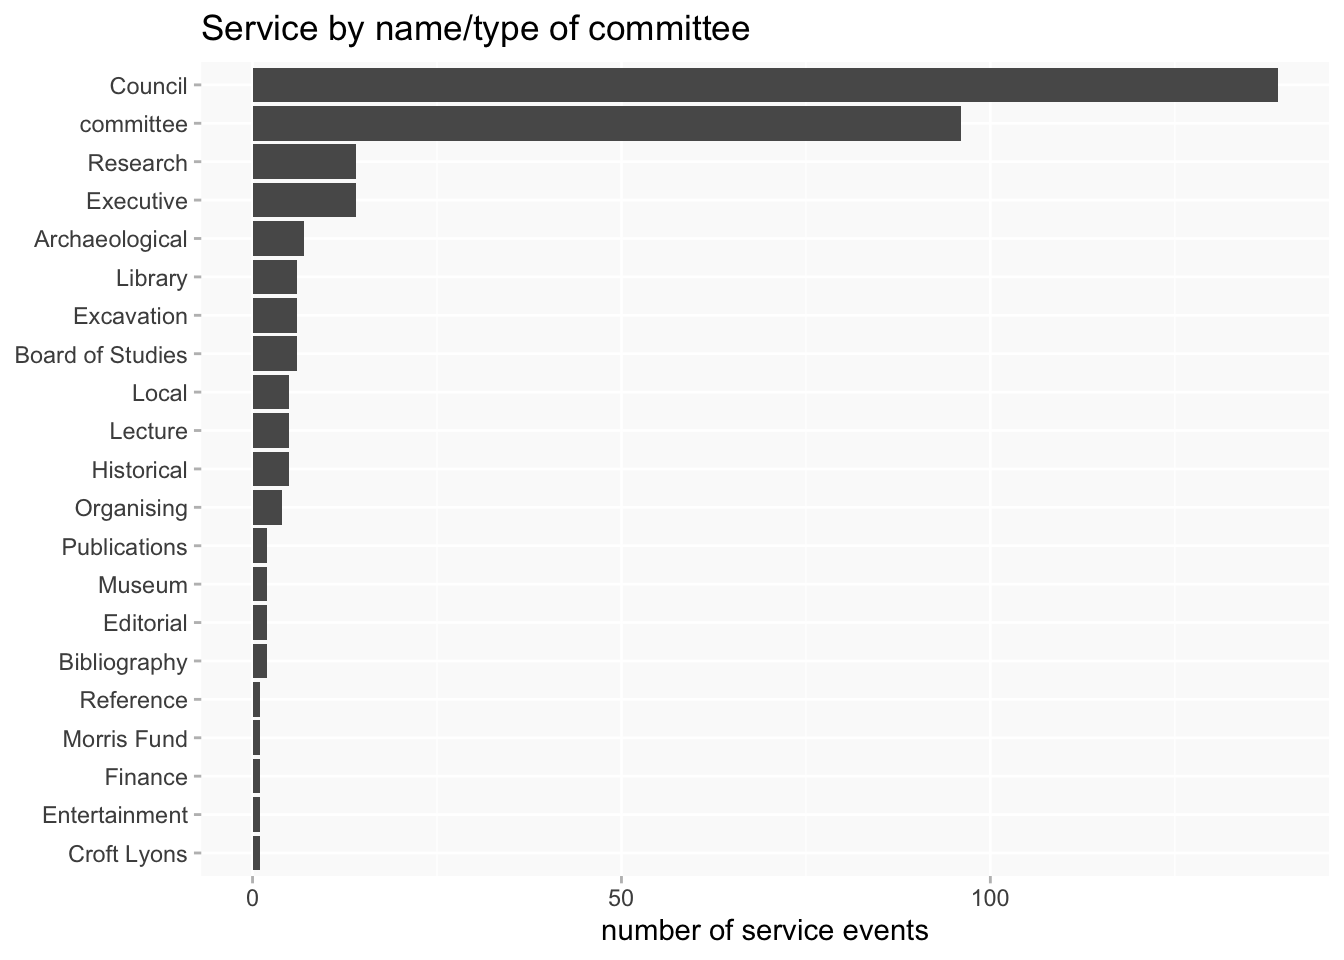 Service by name/type of committee
Council
committee
Research
Executive
Archaeological
Library
Excavation
Board of Studies
Local
Lecture
Historical
Organising
Publications
Museum
Editorial
Bibliography
Reference
Morris Fund
Finance
Entertainment
Croft Lyons
0 50 100
number of service events